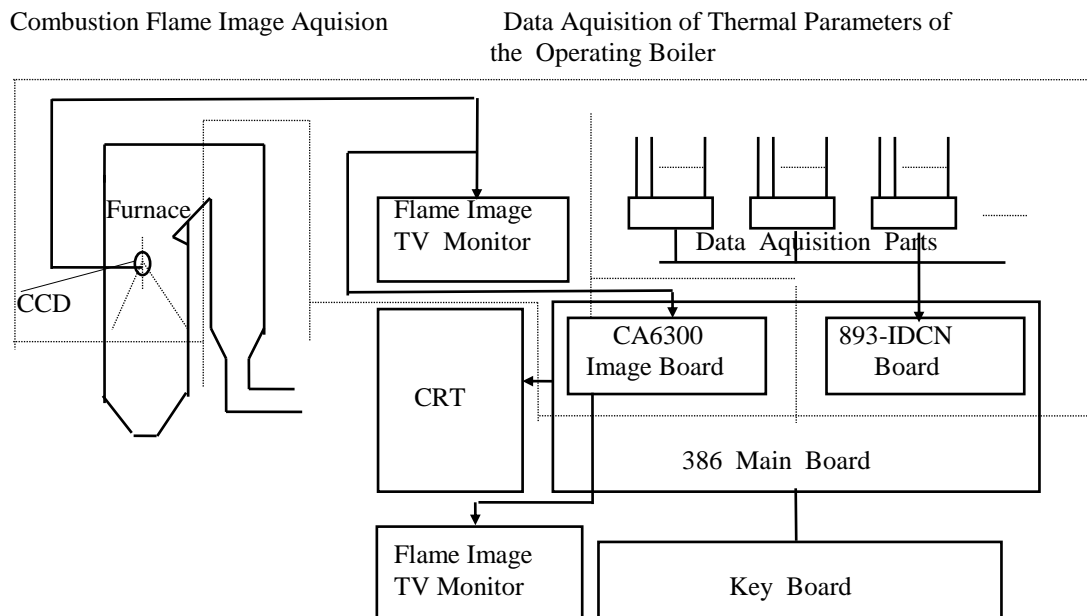 Combustion Flame Image Aquision
Data Aquisition of Thermal Parameters of
the Operating Boiler
Furnace
CCD
Flame Image
TV Monitor
Data Aquisition Parts
CA6300
Image Board
893-IDCN
Board
CRT
386 Main Board
Flame Image
TV Monitor
Key Board